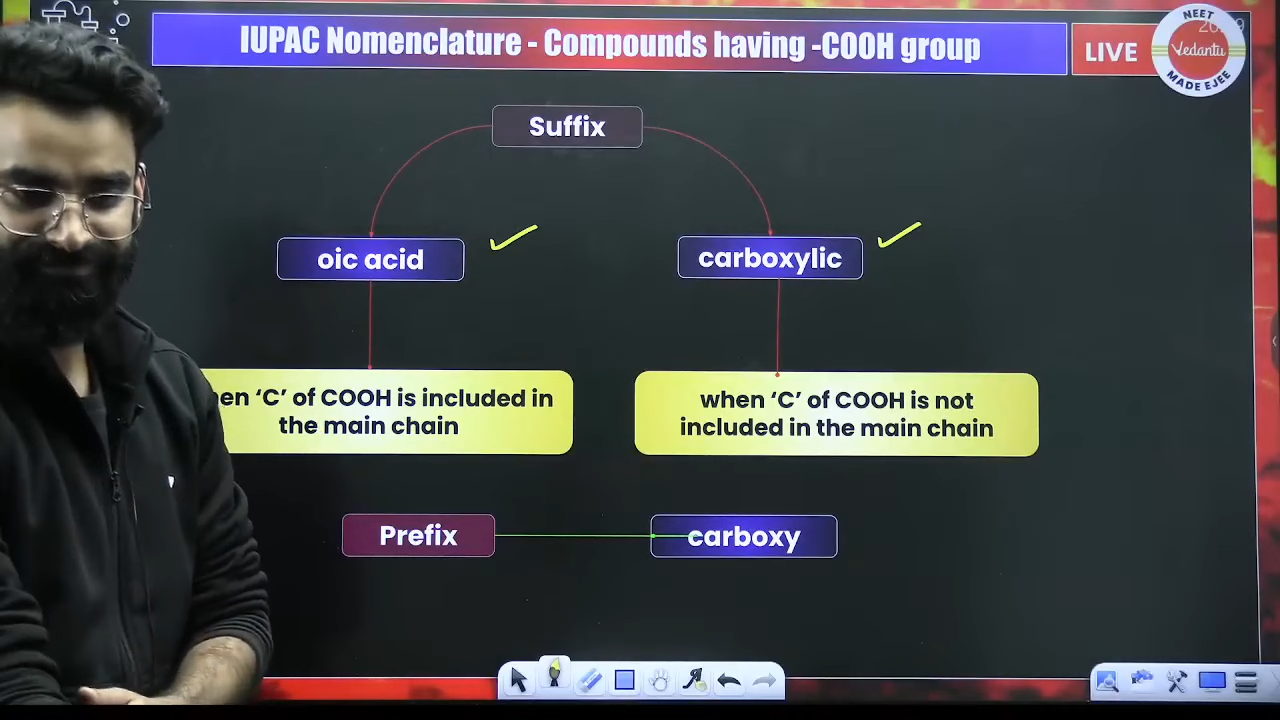 IUPAC Nomenclature - Compounds having -COOH group
LIVE
NEET
Vedantu
MADE EJEE
Suffix
oic acid
carboxylic
‘C’ of COOH is included in
the main chain
when ‘C’ of COOH is not
included in the main chain
Prefix
carboxy